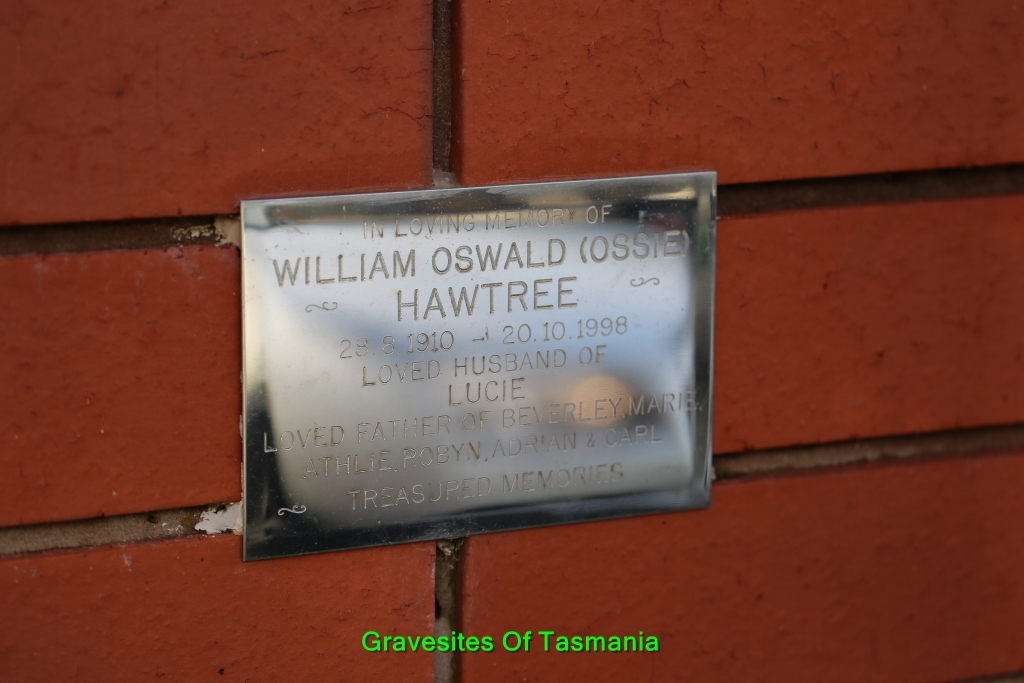 IN LOVING MEMORY OF
WILLIAM OSWALD (OSSIE)
HAWTREE
28.8.1910 - 20.10.1998
LOVED HUSBAND OF
LUCIE
LOVED FATHER OF BEVERLEY, MARIE,
ATHLIE, ROBYN, ADRIAN & CARL
TREASURED MEMORIES
Gravesites Of Tasmania